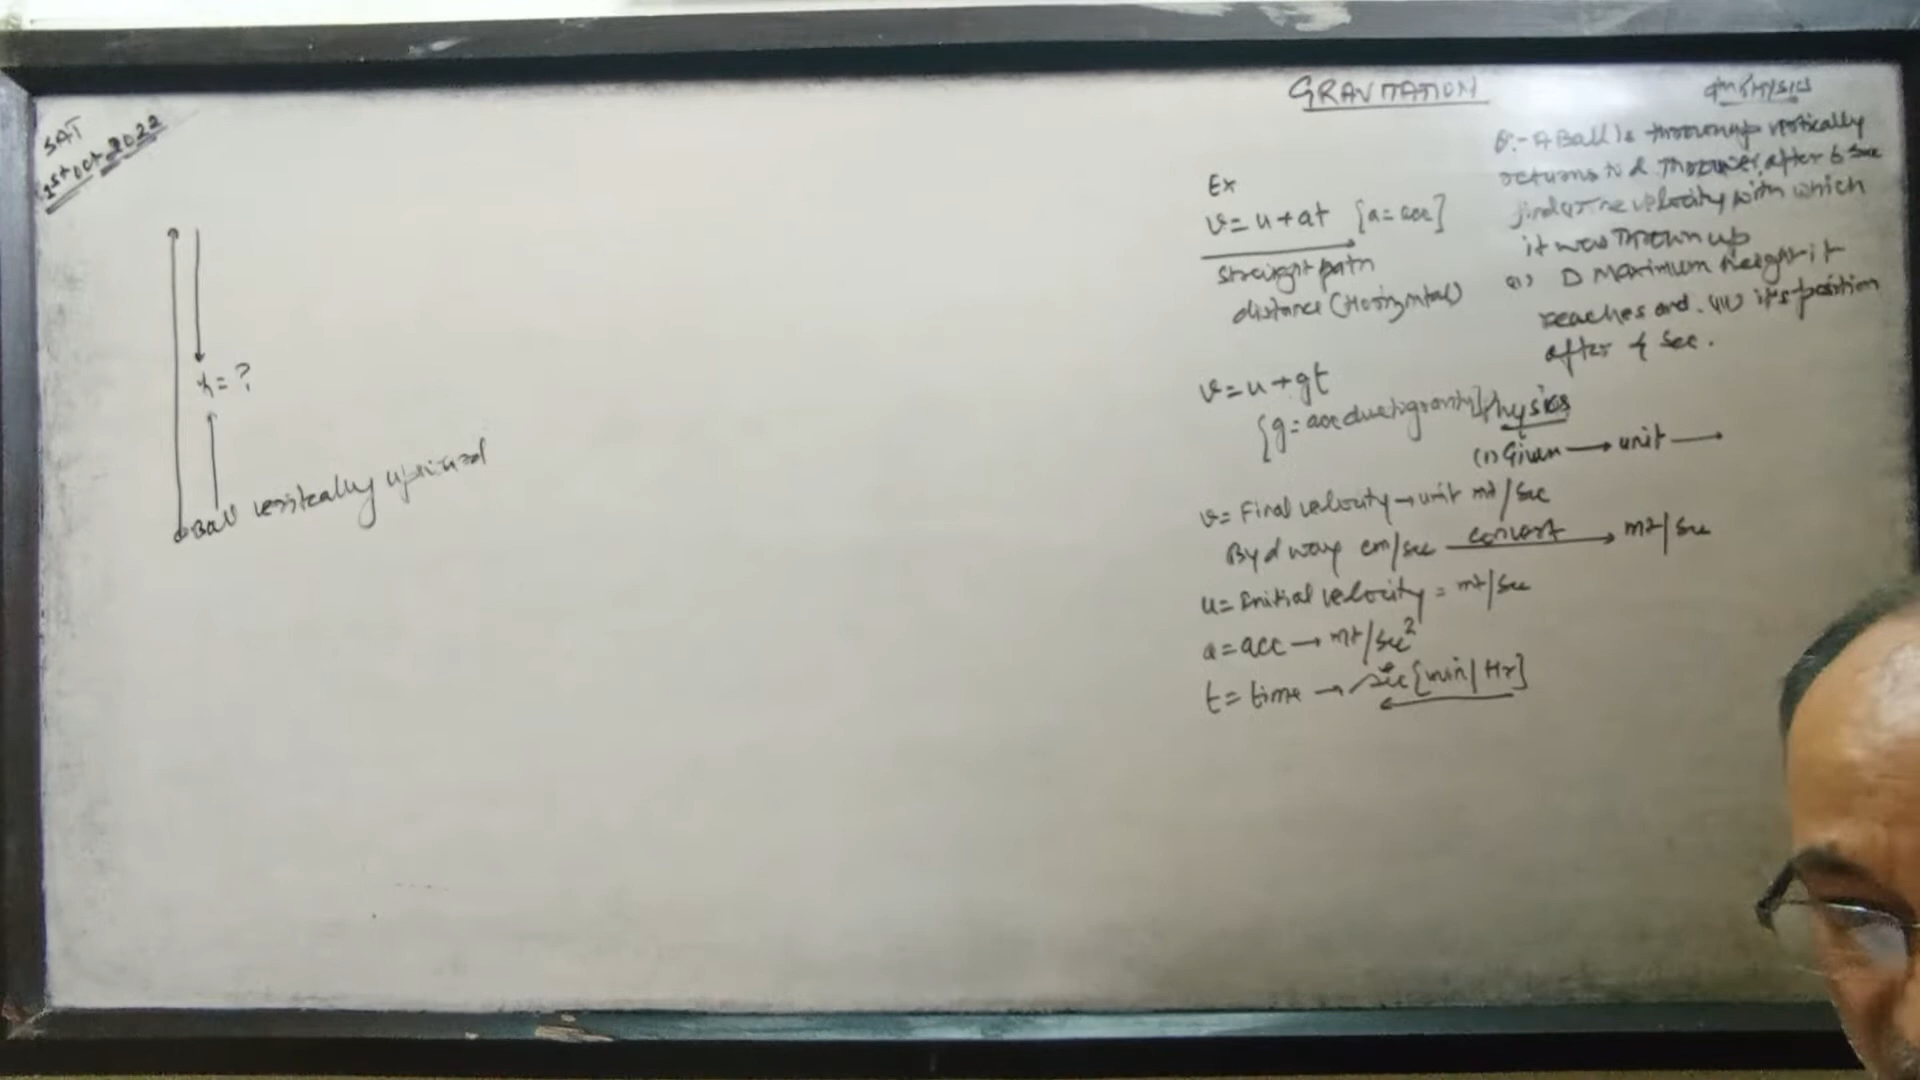 SAT
1st Oct. 2022
GRAVITATION
PHYSICS
Q:- A Ball is thrown up vertically
returns to d Thrower, after 6 sec
find the velocity with which
it was Thrown up
(ii) D Maximum height it
reaches and. (iii) it's position
after 4 sec.
Ex
v = u + at [a = acc]
Straight path
distance (Horizontal)
v = u + gt
{g = acc due to gravity}
Physics
(1) Given → unit →
v = Final velocity → unit mt/sec
By d way cm/sec convert → mt/sec
u = Initial velocity = mt/sec
a = acc → mt/sec²
t = time → sec [min/Hr]
h = ?
Ball vertically upward